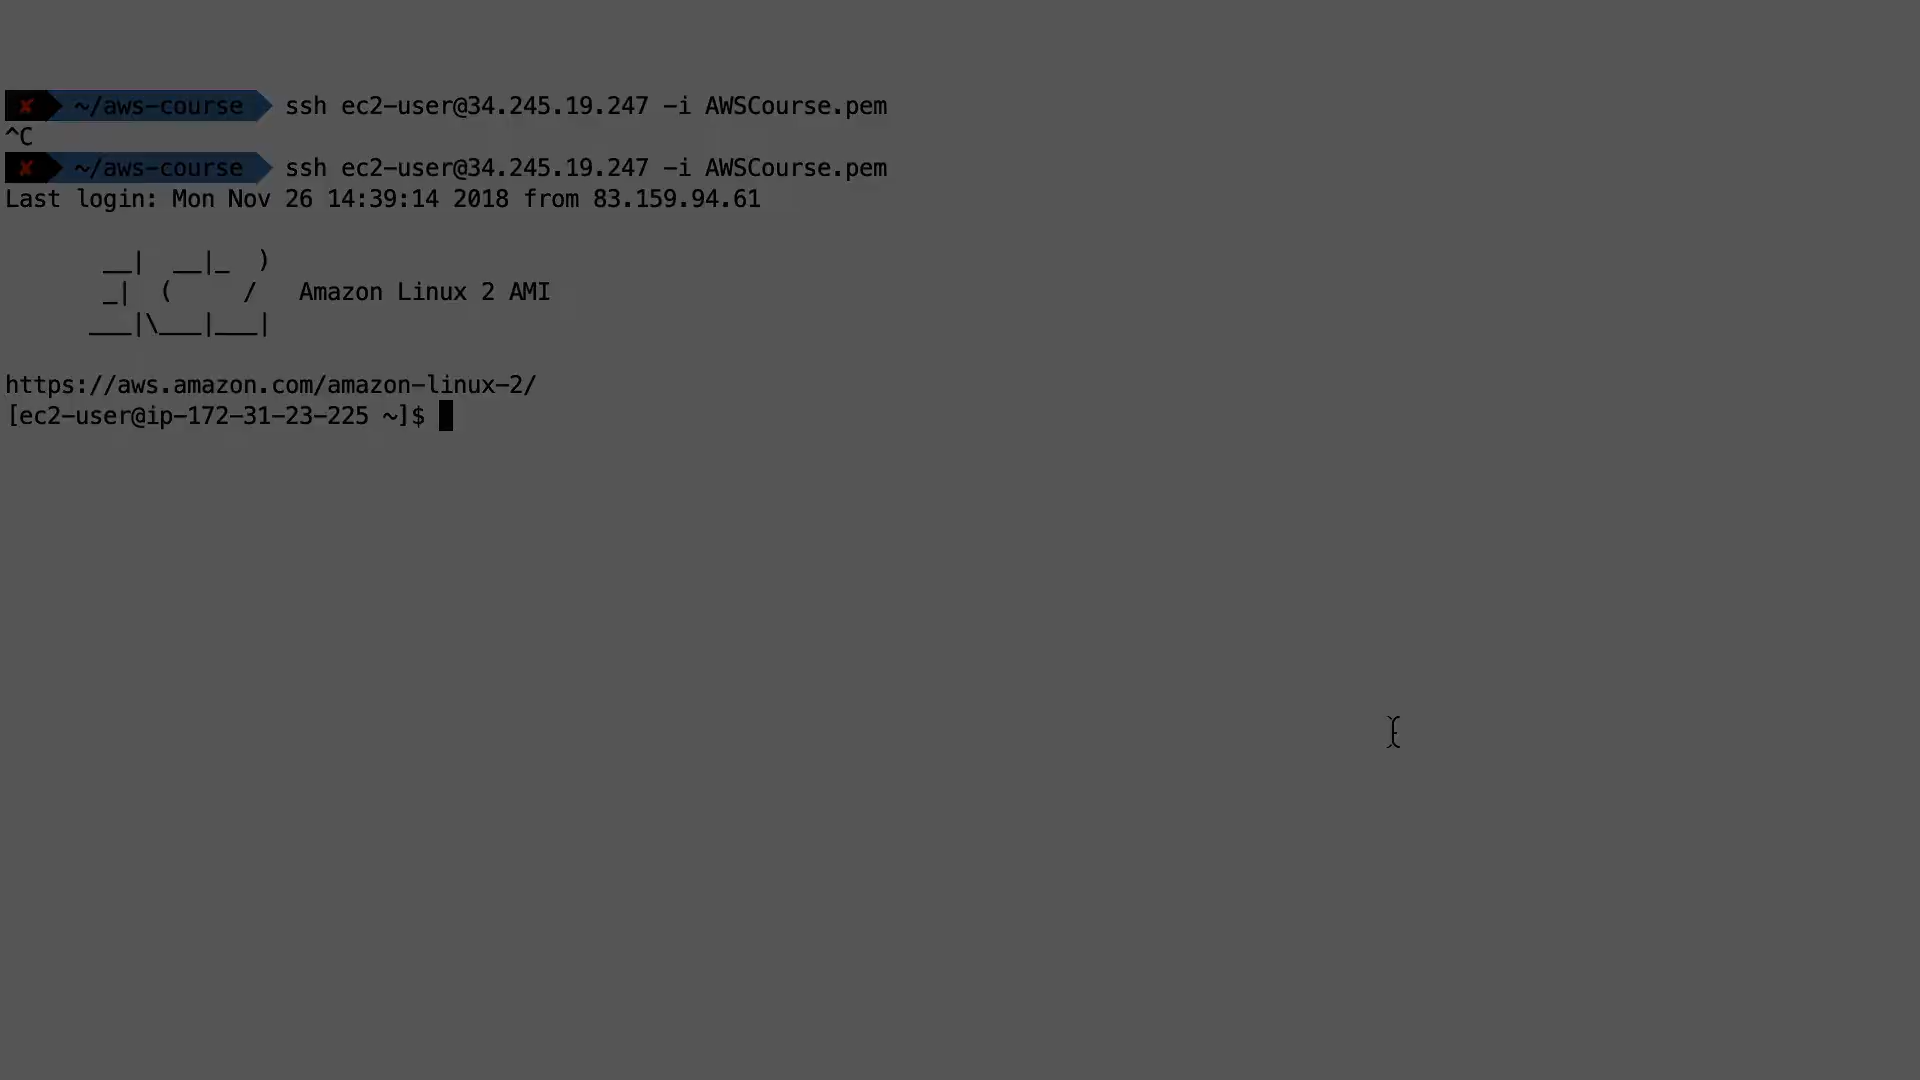 ✘ ~/aws-course ssh ec2-user@34.245.19.247 -i AWSCourse.pem
^C
✘ ~/aws-course ssh ec2-user@34.245.19.247 -i AWSCourse.pem
Last login: Mon Nov 26 14:39:14 2018 from 83.159.94.61
       __|  __|_  )
       _|  (     /   Amazon Linux 2 AMI
      ___|\___|___|
https://aws.amazon.com/amazon-linux-2/
[ec2-user@ip-172-31-23-225 ~]$